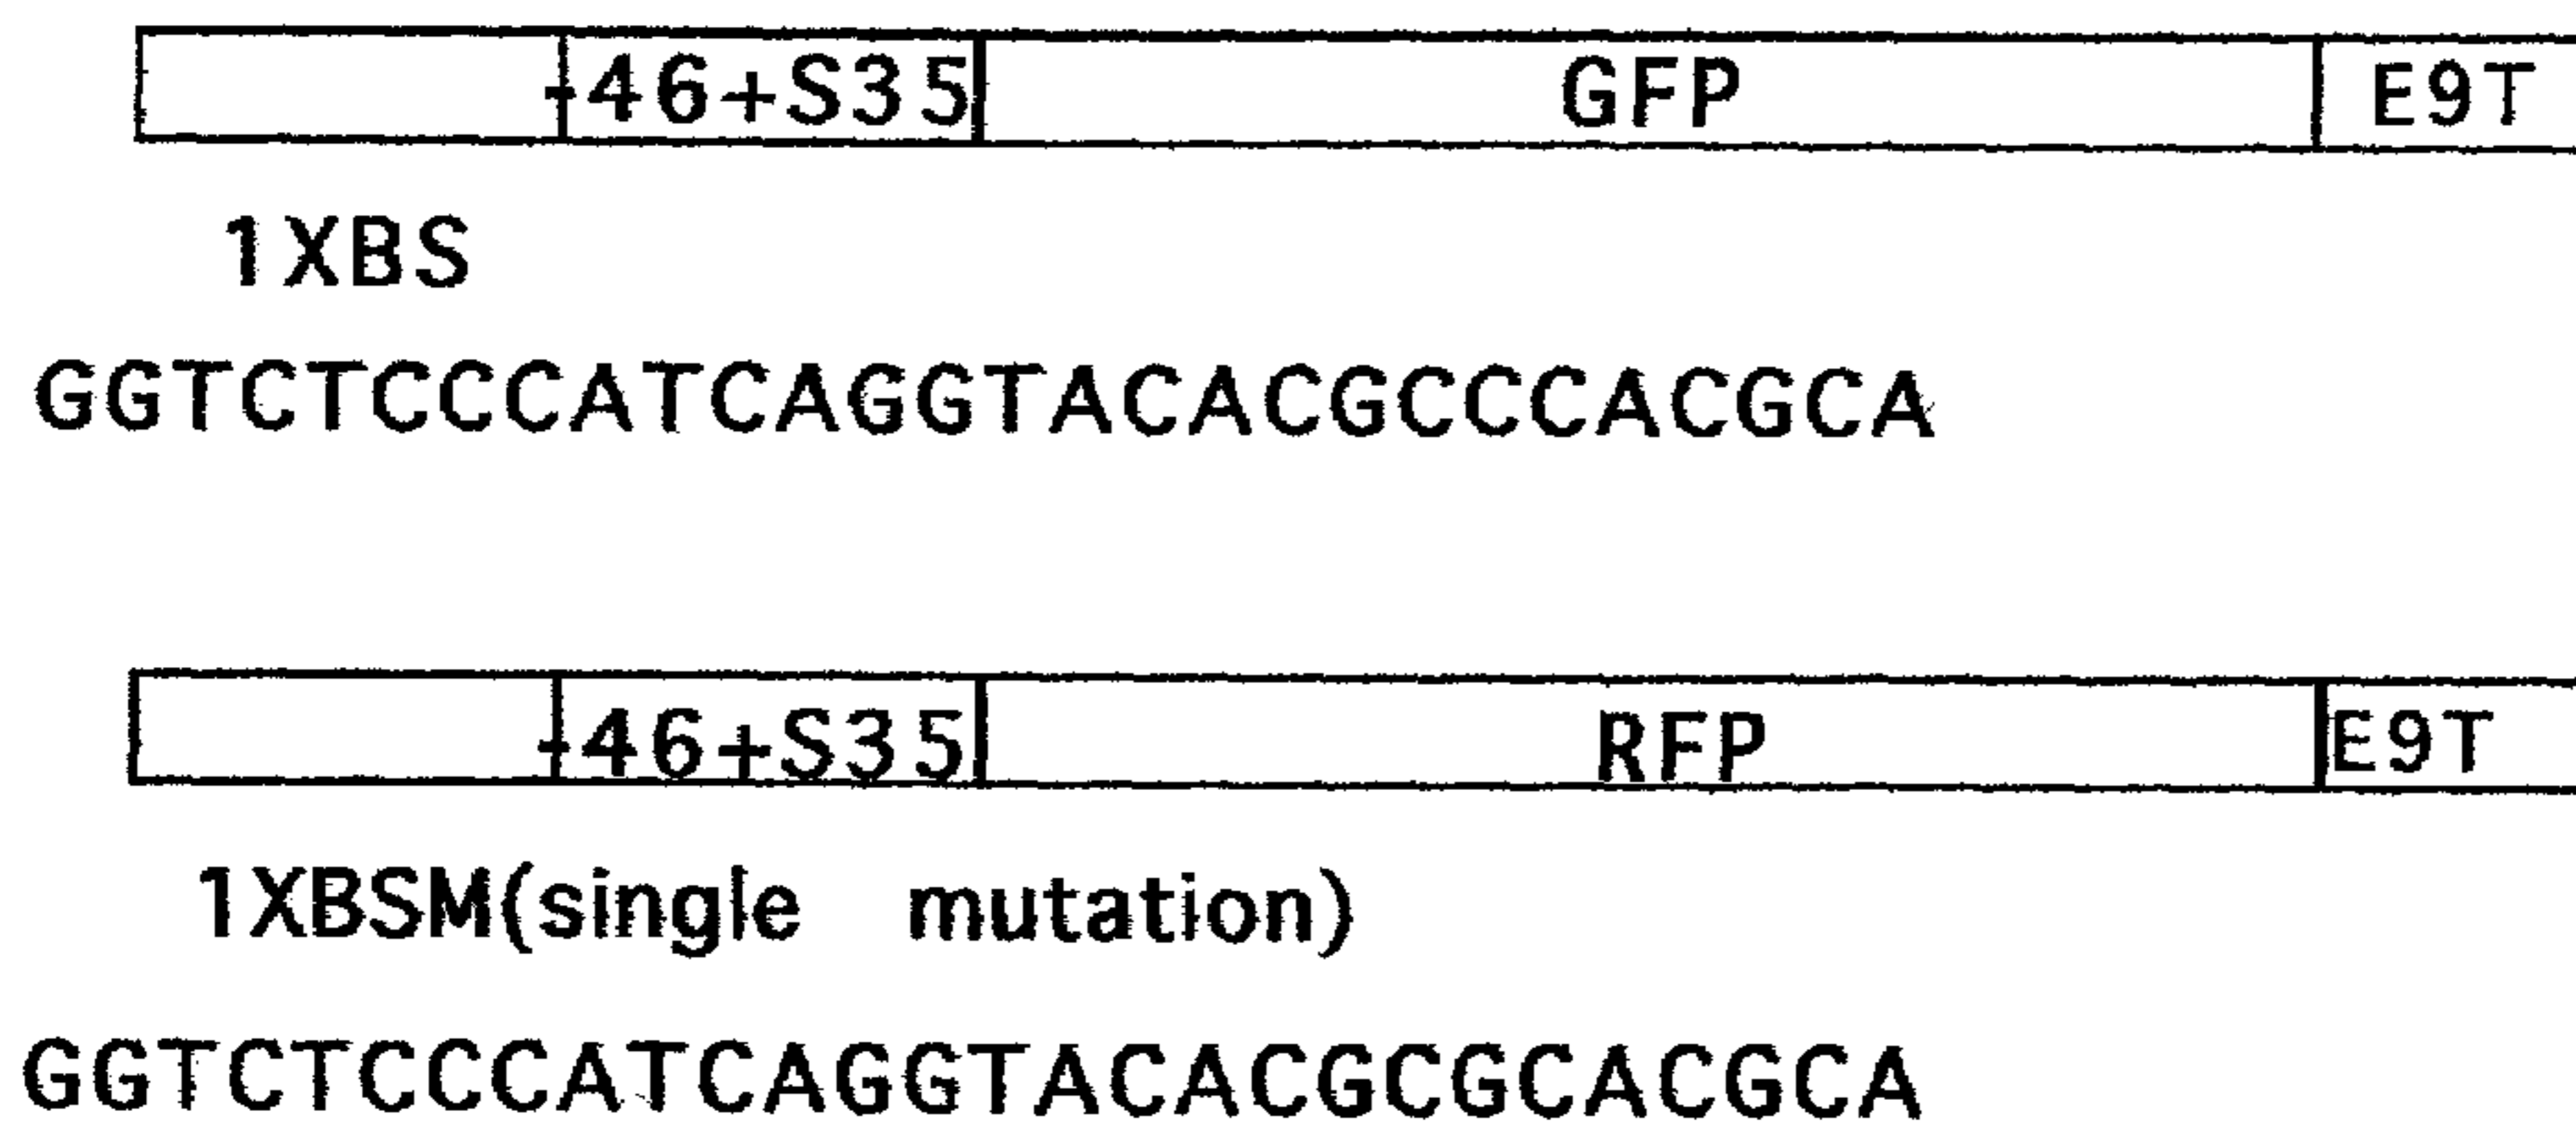 -46+S35 GFP E9T
1XBS
GGTCTCCCATCAGGTACACGCCCACGCA
-46+S35 RFP E9T
1XBSM(single mutation)
GGTCTCCCATCAGGTACACGCGCACGCA